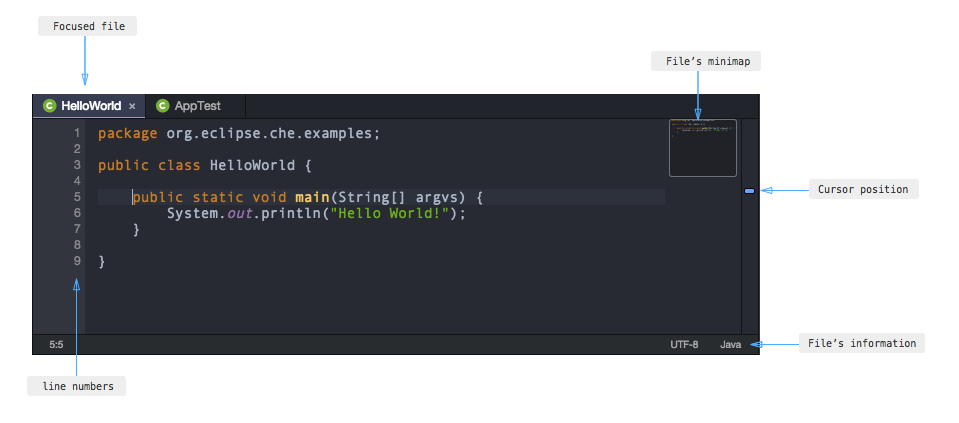 Focused file
File's minimap
C HelloWorld × C AppTest
1 package org.eclipse.che.examples;
2
3 public class HelloWorld {
4
5 public static void main(String[] argvs) {
6 System.out.println("Hello World!");
7 }
8
9 }
Cursor position
5:5 UTF-8 Java
File's information
line numbers